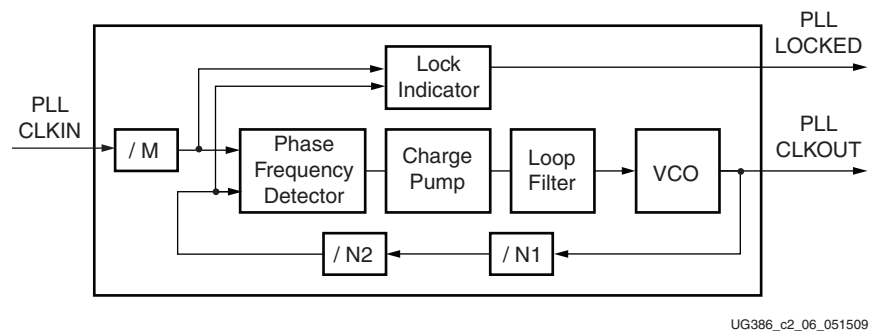 PLL
LOCKED
Lock
Indicator
PLL
CLKIN
/ M
Phase
Frequency
Detector
Charge
Pump
Loop
Filter
VCO
PLL
CLKOUT
/ N2
/ N1
UG386_c2_06_051509